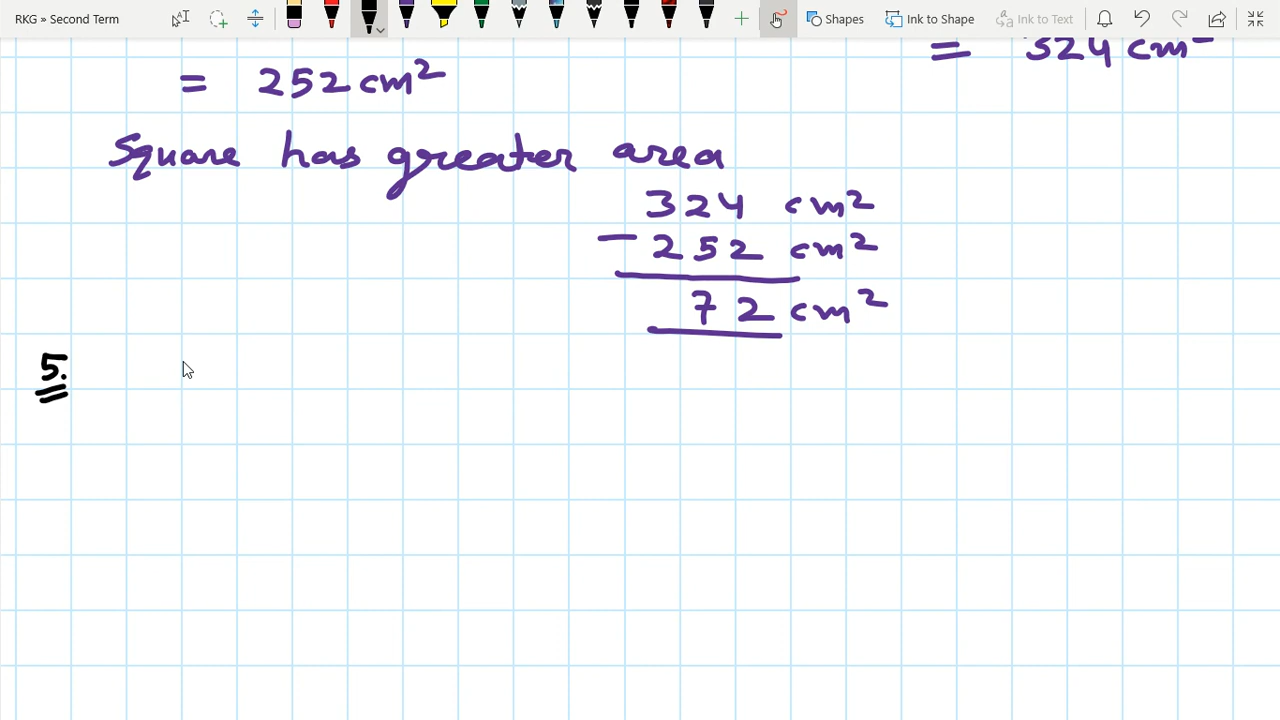 RKG » Second Term
Shapes
Ink to Shape
Ink to Text
= 324 cm²
= 252 cm²
Square has greater area
324 cm²
- 252 cm²
72 cm²
5.